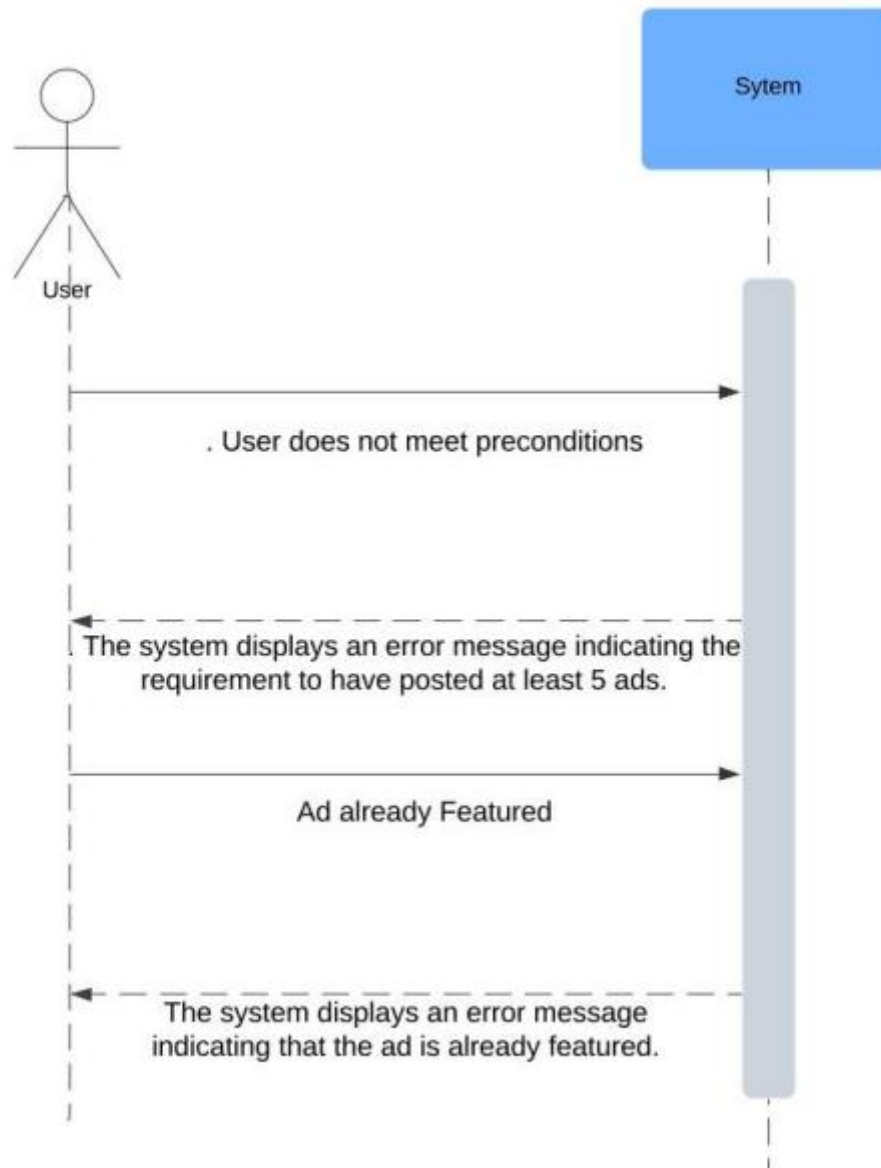 Sytem
User
. User does not meet preconditions
. The system displays an error message indicating the
requirement to have posted at least 5 ads.
Ad already Featured
The system displays an error message
indicating that the ad is already featured.